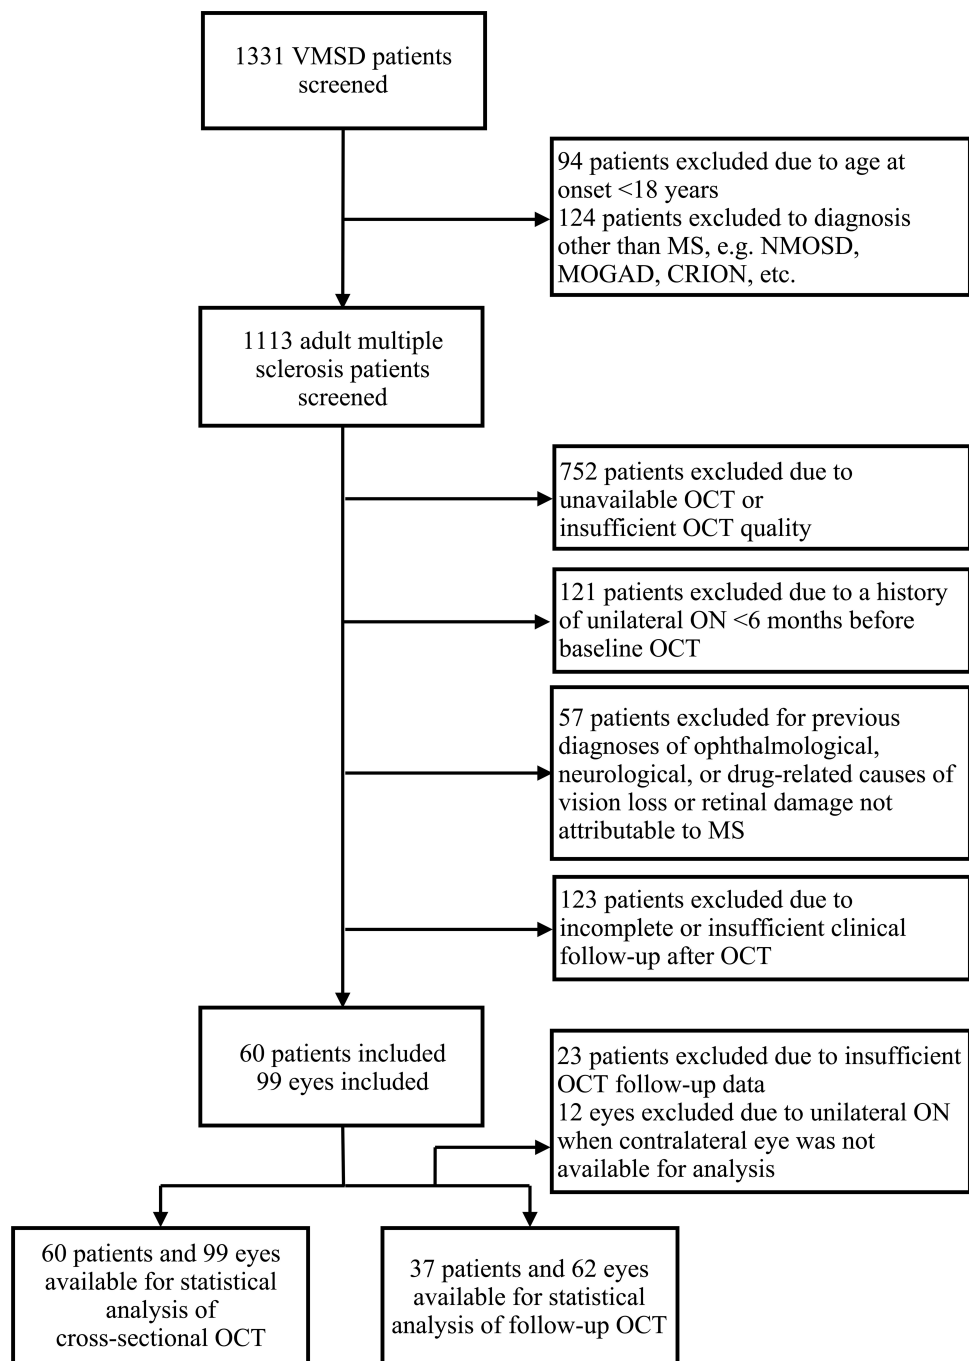 1331 VMSD patients
screened
94 patients excluded due to age at
onset <18 years
124 patients excluded to diagnosis
other than MS, e.g. NMOSD,
MOGAD, CRION, etc.
1113 adult multiple
sclerosis patients
screened
752 patients excluded due to
unavailable OCT or
insufficient OCT quality
121 patients excluded due to a history
of unilateral ON <6 months before
baseline OCT
57 patients excluded for previous
diagnoses of ophthalmological,
neurological, or drug-related causes of
vision loss or retinal damage not
attributable to MS
123 patients excluded due to
incomplete or insufficient clinical
follow-up after OCT
60 patients included
99 eyes included
23 patients excluded due to insufficient
OCT follow-up data
12 eyes excluded due to unilateral ON
when contralateral eye was not
available for analysis
60 patients and 99 eyes
available for statistical
analysis of
cross-sectional OCT
37 patients and 62 eyes
available for statistical
analysis of follow-up OCT